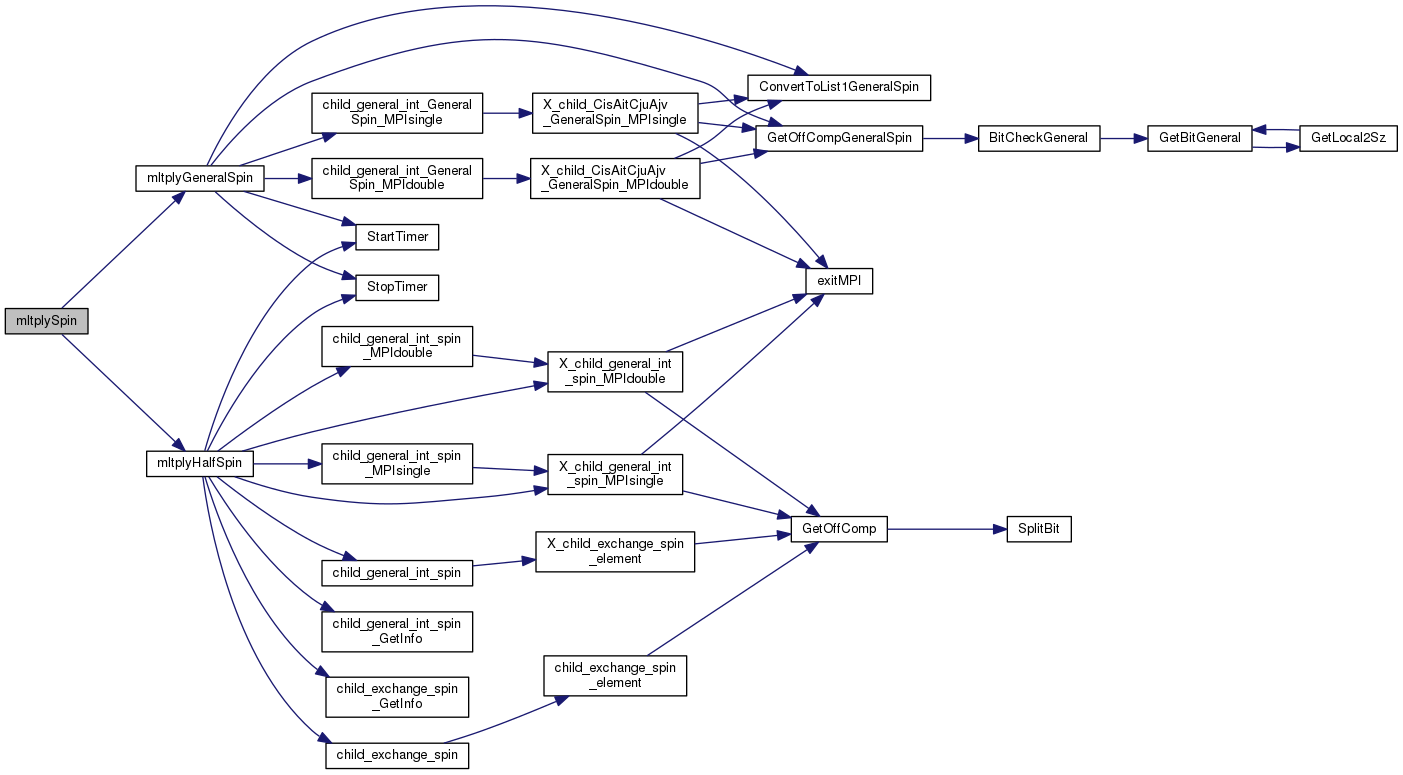 mltplySpin
mltplyGeneralSpin
mltplyHalfSpin
child_general_int_General
Spin_MPIsingle
child_general_int_General
Spin_MPIdouble
StartTimer
StopTimer
child_general_int_spin
_MPIdouble
child_general_int_spin
_MPIsingle
child_general_int_spin
child_general_int_spin
_GetInfo
child_exchange_spin
_GetInfo
child_exchange_spin
X_child_CisAitCjuAjv
_GeneralSpin_MPIsingle
X_child_CisAitCjuAjv
_GeneralSpin_MPIdouble
X_child_general_int
_spin_MPIdouble
X_child_general_int
_spin_MPIsingle
X_child_exchange_spin
_element
child_exchange_spin
_element
ConvertToList1GeneralSpin
GetOffCompGeneralSpin
exitMPI
GetOffComp
BitCheckGeneral
SplitBit
GetBitGeneral
GetLocal2Sz